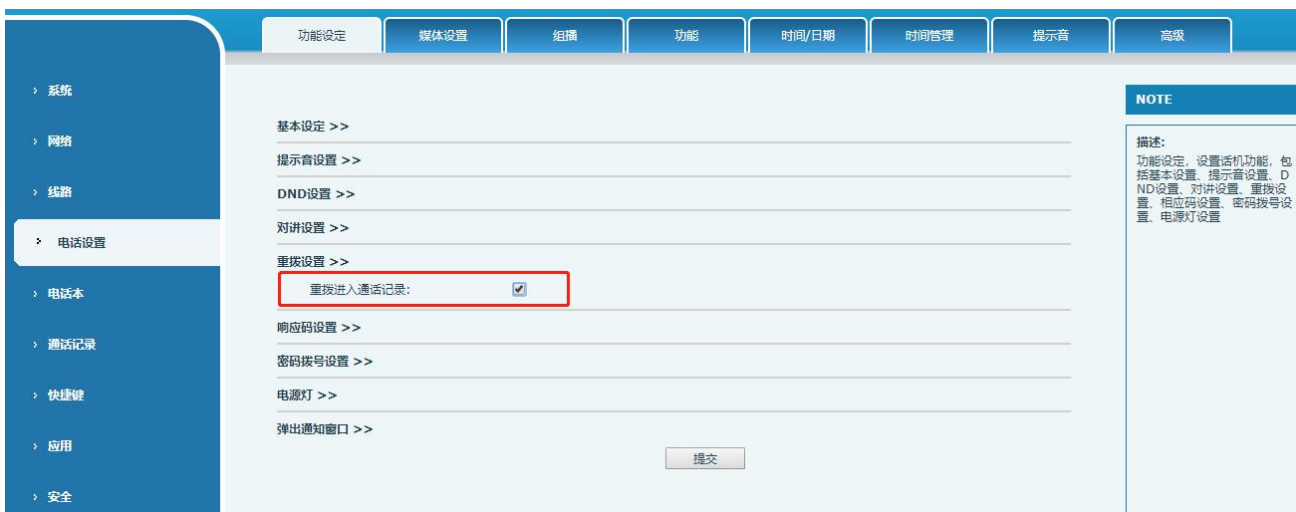 功能设定
媒体设置
组播
功能
时间/日期
时间管理
提示音
高级
› 系统
› 网络
› 线路
› 电话设置
› 电话本
› 通话记录
› 快捷键
› 应用
› 安全
基本设定 >>
提示音设置 >>
DND设置 >>
对讲设置 >>
重拨设置 >>
重拨进入通话记录:
响应码设置 >>
密码拨号设置 >>
电源灯 >>
弹出通知窗口 >>
提交
NOTE
描述:
功能设定，设置话机功能，包
括基本设置、提示音设置、D
ND设置、对讲设置、重拨设
置、相应码设置、密码拨号设
置、电源灯设置